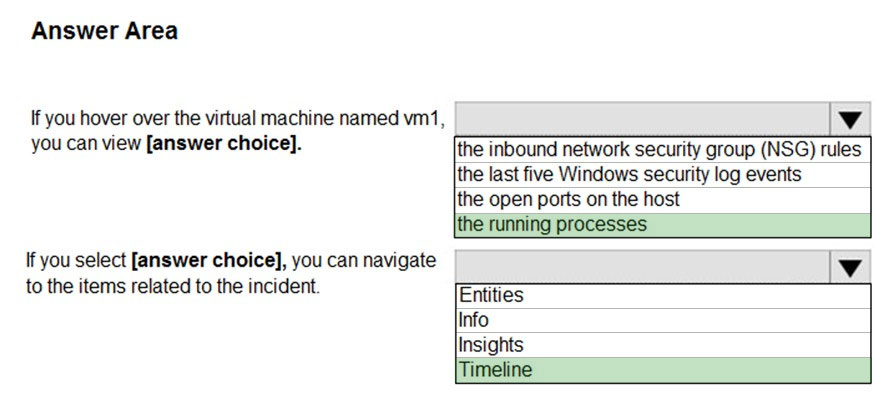 Answer Area
If you hover over the virtual machine named vm1,
you can view [answer choice].
the inbound network security group (NSG) rules
the last five Windows security log events
the open ports on the host
the running processes
If you select [answer choice], you can navigate
to the items related to the incident.
Entities
Info
Insights
Timeline